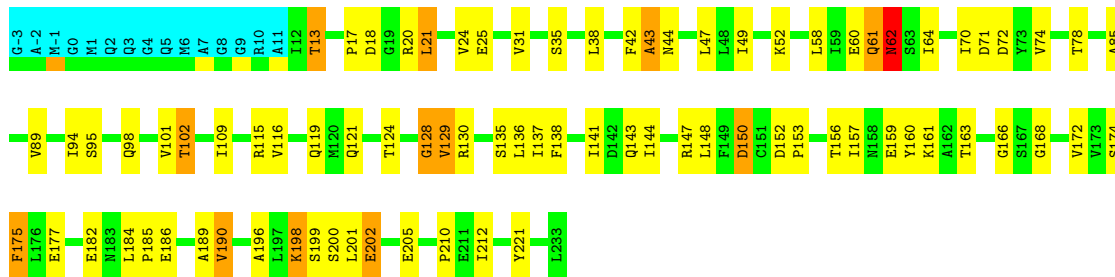 G-3 A-2 M-1 G0 M1 Q2 Q3 G4 Q5 M6 A7 G8 G9 R10 A11 I12 T13 P17 D18 G19 R20 L21 V24 E25 V31 S35 L38 F42 A43 N44 L47 L48 I49 K52 L58 I59 E60 Q61 N62 S63 I64 I70 D71 D72 Y73 V74 T78 A85
V89 I94 S95 Q98 V101 T102 I109 R115 V116 Q119 M120 Q121 T124 G128 V129 R130 S135 L136 I137 F138 I141 D142 Q143 I144 R147 L148 F149 D150 C151 D152 P153 T156 I157 N158 E159 Y160 K161 A162 T163 G166 S167 G168 V172 V173 S174
F175 L176 E177 E182 N183 L184 P185 E186 A189 V190 A196 L197 K198 S199 S200 L201 E202 E205 P210 E211 I212 Y221 L233